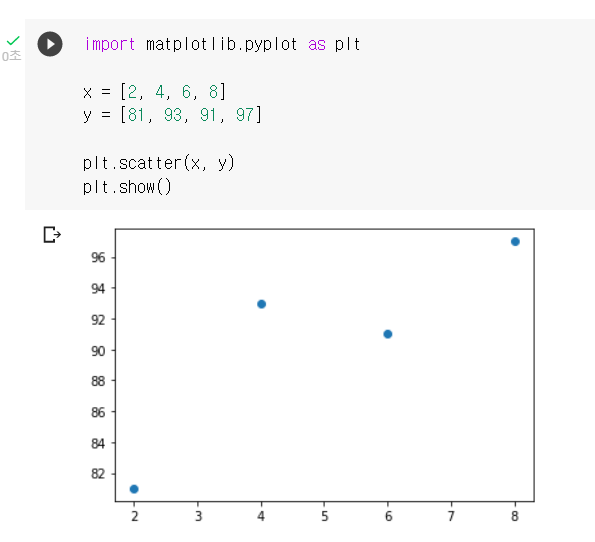 import matplotlib.pyplot as plt
0초
x = [2, 4, 6, 8]
y = [81, 93, 91, 97]
plt.scatter(x, y)
plt.show()
96
94
92
90
88
86
84
82
2 3 4 5 6 7 8